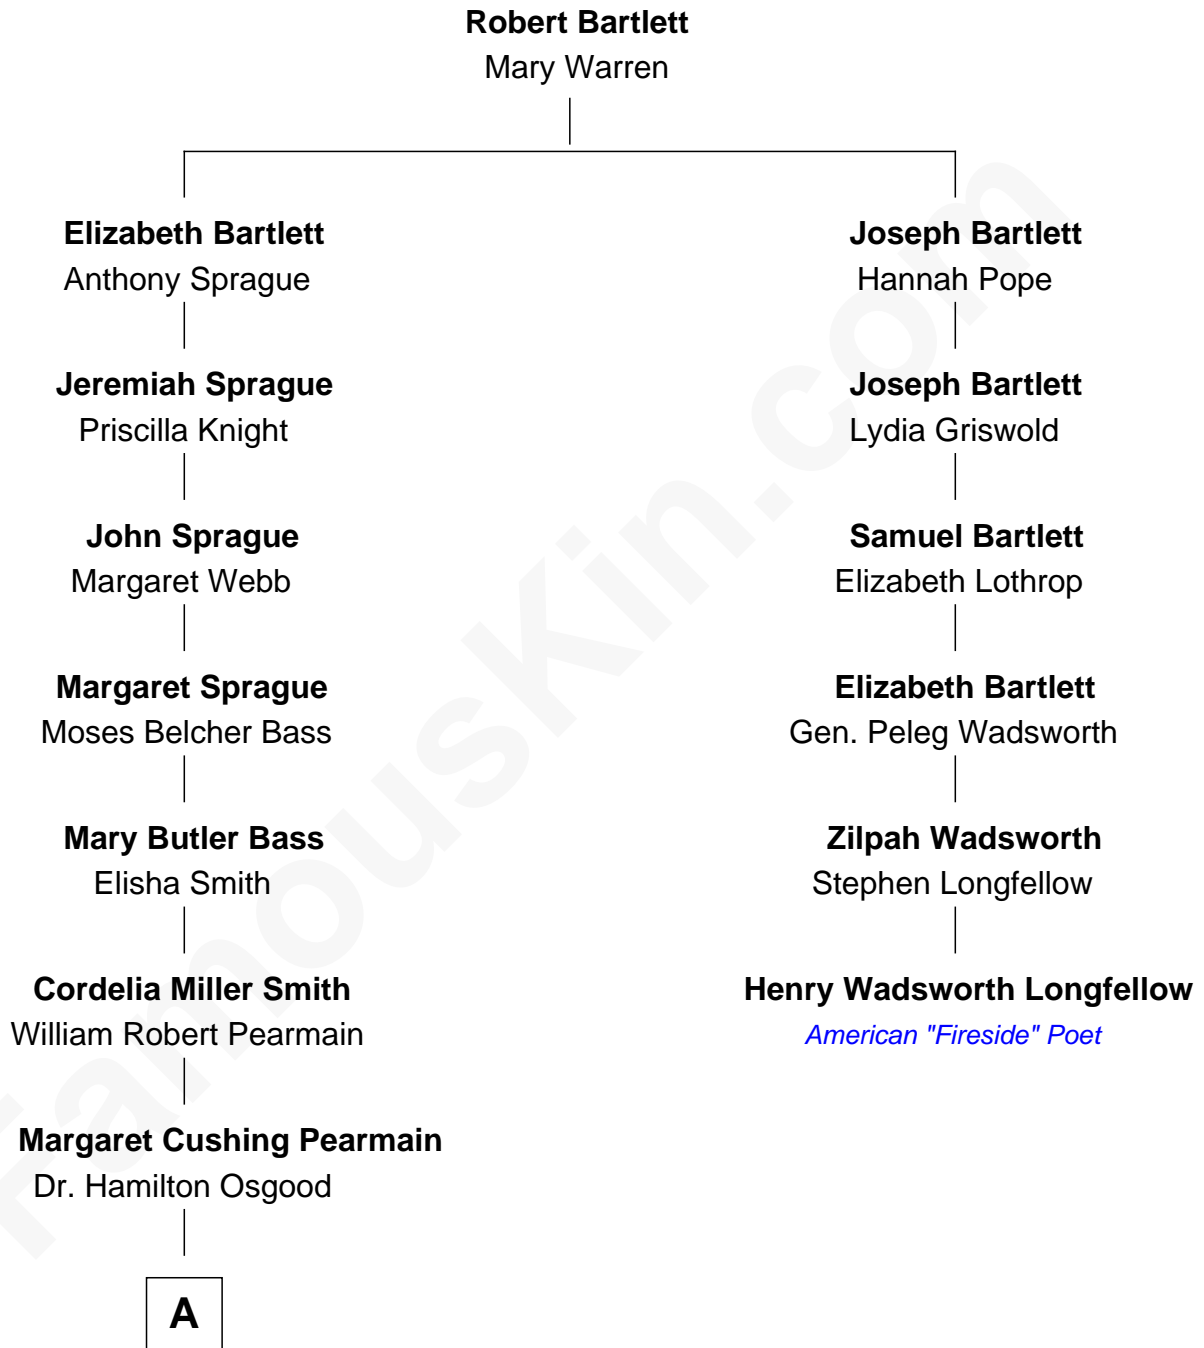 Robert Bartlett
Mary Warren
Elizabeth Bartlett
Anthony Sprague
Joseph Bartlett
Hannah Pope
Jeremiah Sprague
Priscilla Knight
Joseph Bartlett
Lydia Griswold
John Sprague
Margaret Webb
Samuel Bartlett
Elizabeth Lothrop
Margaret Sprague
Moses Belcher Bass
Elizabeth Bartlett
Gen. Peleg Wadsworth
Mary Butler Bass
Elisha Smith
Zilpah Wadsworth
Stephen Longfellow
Cordelia Miller Smith
William Robert Pearmain
Henry Wadsworth Longfellow
American "Fireside" Poet
Margaret Cushing Pearmain
Dr. Hamilton Osgood
A
FamousKin.com